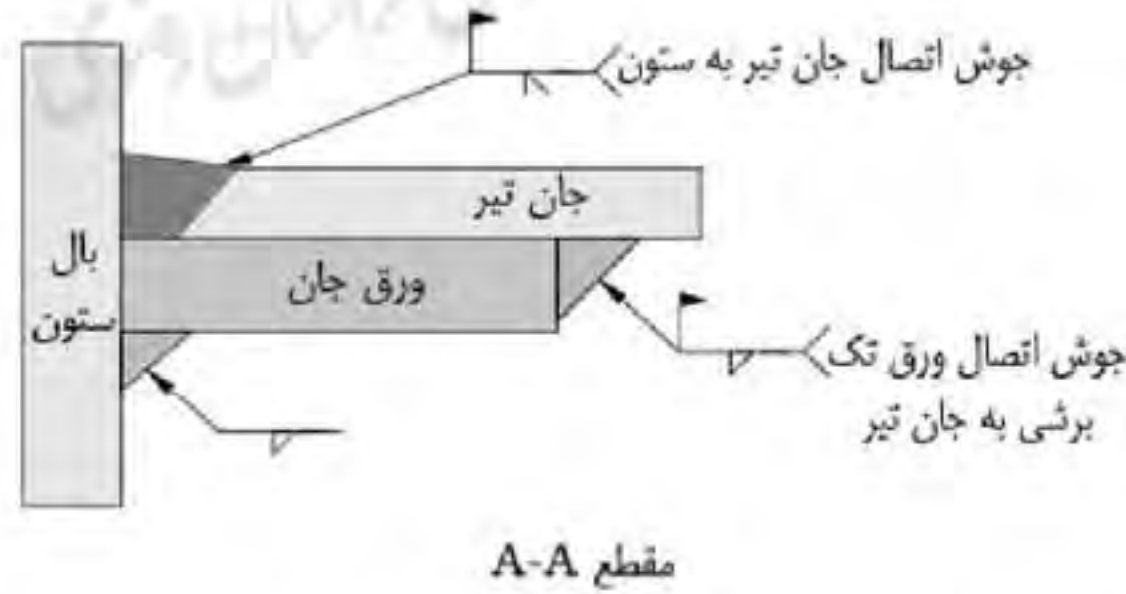 جوش اتصال جان تیر به ستون
جان تیر
بال
ستون
ورق جان
جوش اتصال ورق تک
برشی به جان تیر
مقطع A-A